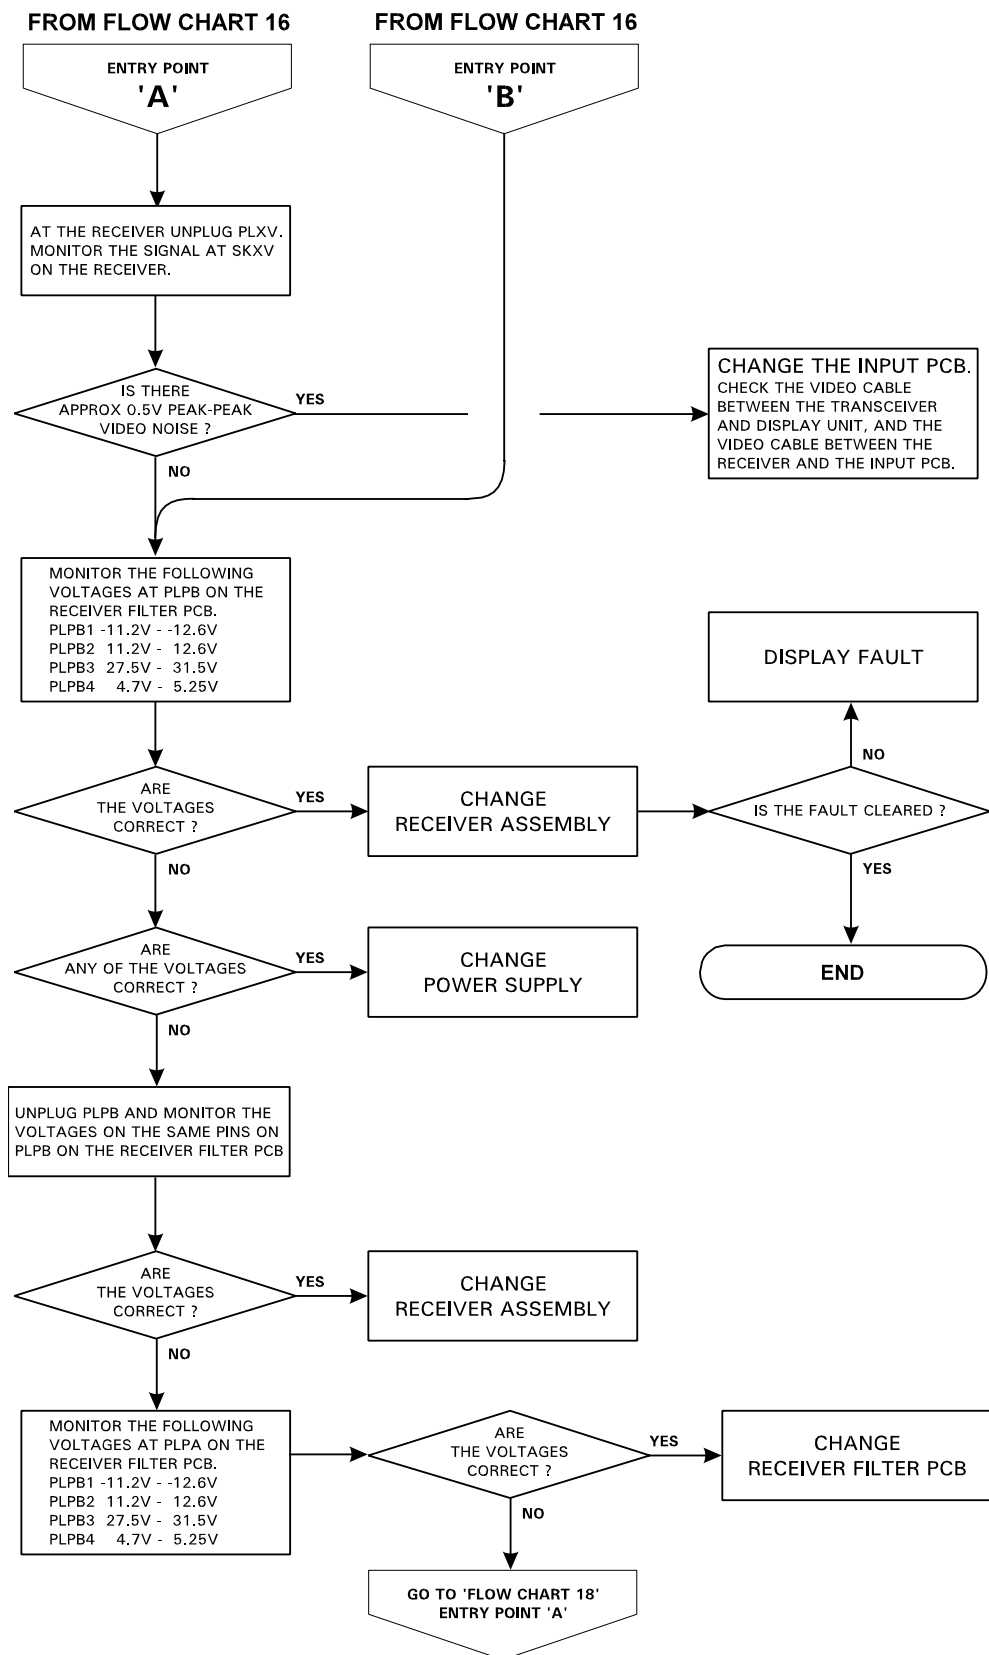 FROM FLOW CHART 16
FROM FLOW CHART 16
ENTRY POINT
'A'
ENTRY POINT
'B'
AT THE RECEIVER UNPLUG PLXV.
MONITOR THE SIGNAL AT SKXV
ON THE RECEIVER.
IS THERE
APPROX 0.5V PEAK-PEAK
VIDEO NOISE ?
YES
NO
CHANGE THE INPUT PCB.
CHECK THE VIDEO CABLE
BETWEEN THE TRANSCEIVER
AND DISPLAY UNIT, AND THE
VIDEO CABLE BETWEEN THE
RECEIVER AND THE INPUT PCB.
MONITOR THE FOLLOWING
VOLTAGES AT PLPB ON THE
RECEIVER FILTER PCB.
PLPB1 -11.2V - -12.6V
PLPB2 11.2V - 12.6V
PLPB3 27.5V - 31.5V
PLPB4 4.7V - 5.25V
DISPLAY FAULT
NO
ARE
THE VOLTAGES
CORRECT ?
YES
NO
CHANGE
RECEIVER ASSEMBLY
IS THE FAULT CLEARED ?
YES
END
ARE
ANY OF THE VOLTAGES
CORRECT ?
YES
NO
CHANGE
POWER SUPPLY
UNPLUG PLPB AND MONITOR THE
VOLTAGES ON THE SAME PINS ON
PLPB ON THE RECEIVER FILTER PCB
ARE
THE VOLTAGES
CORRECT ?
YES
NO
CHANGE
RECEIVER ASSEMBLY
MONITOR THE FOLLOWING
VOLTAGES AT PLPA ON THE
RECEIVER FILTER PCB.
PLPB1 -11.2V - -12.6V
PLPB2 11.2V - 12.6V
PLPB3 27.5V - 31.5V
PLPB4 4.7V - 5.25V
ARE
THE VOLTAGES
CORRECT ?
YES
NO
CHANGE
RECEIVER FILTER PCB
GO TO 'FLOW CHART 18'
ENTRY POINT 'A'